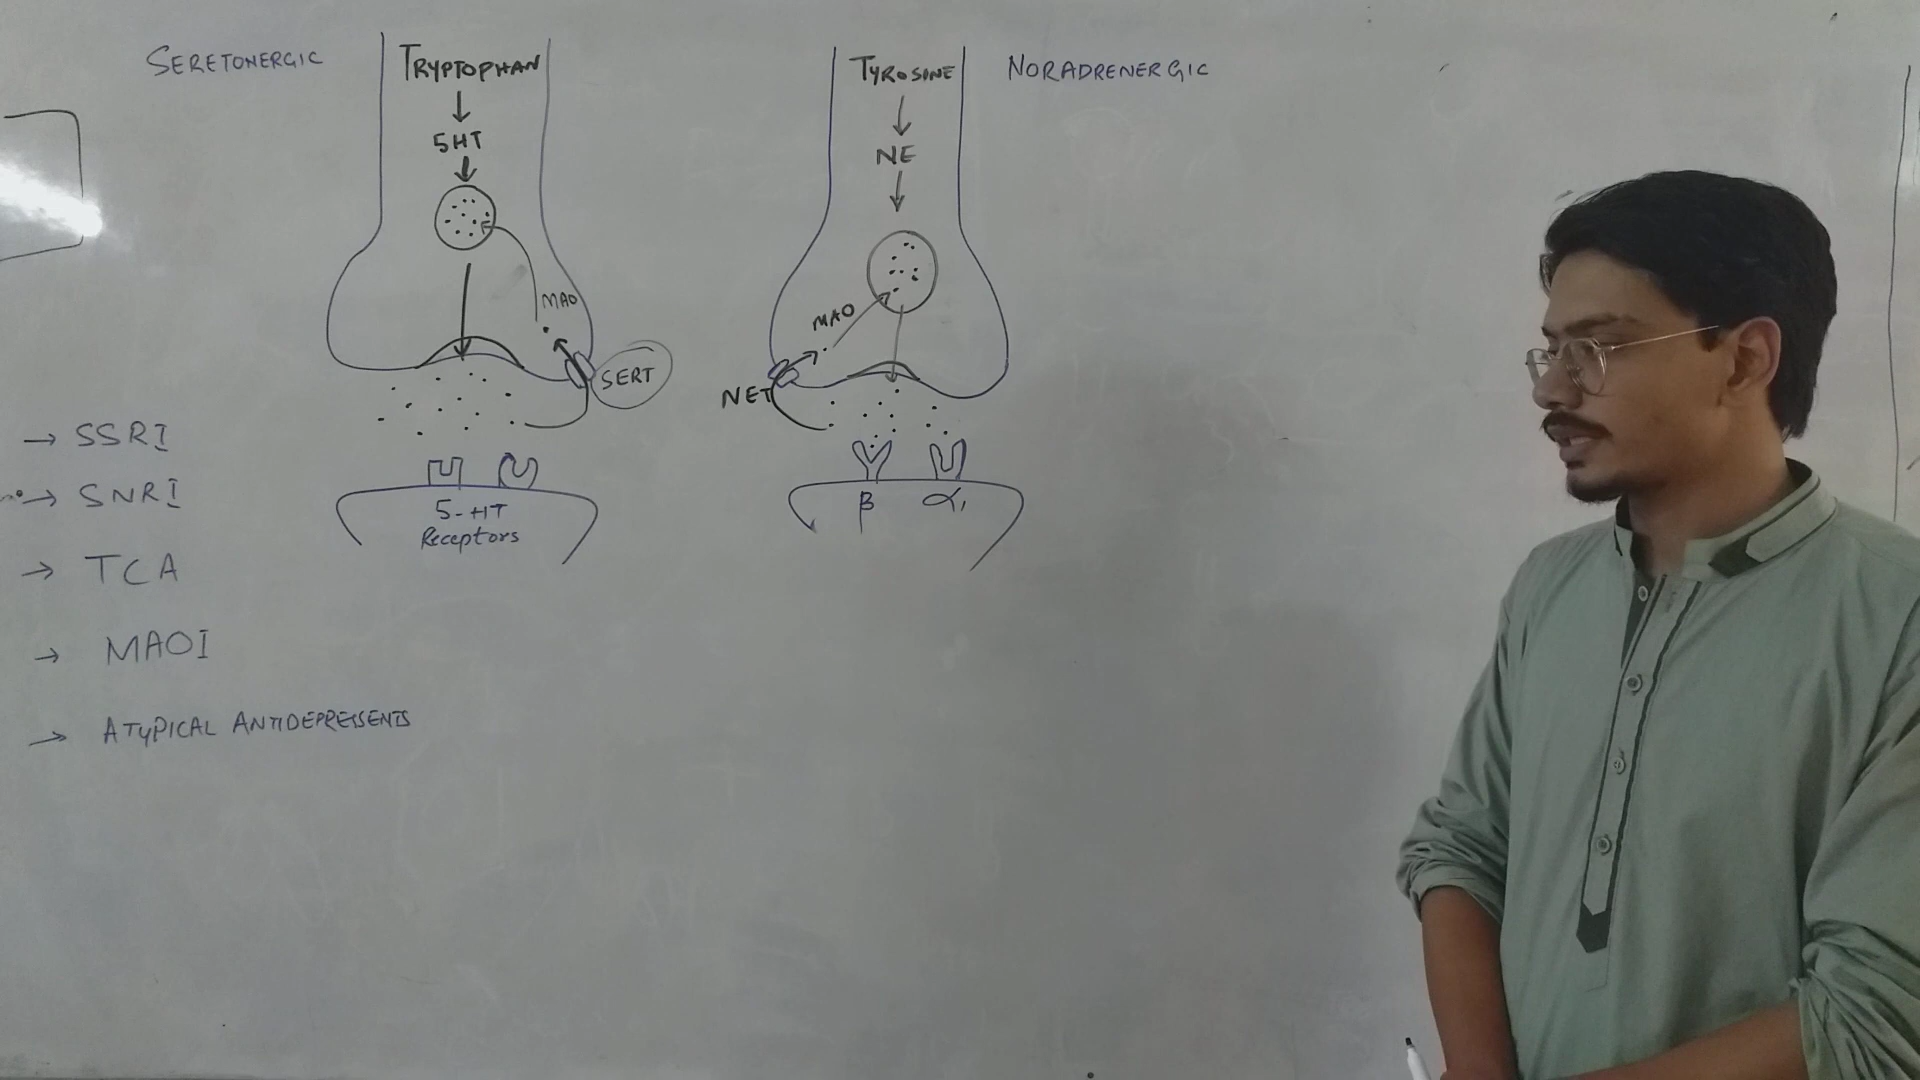 SERETONERGIC
TRYPTOPHAN
5HT
MAO
SERT
5-HT
Receptors
TYROSINE
NORADRENERGIC
NE
MAO
NET
β
α₁
→ SSRI
→ SNRI
→ TCA
→ MAOI
→ ATYPICAL ANTIDEPRESSENTS